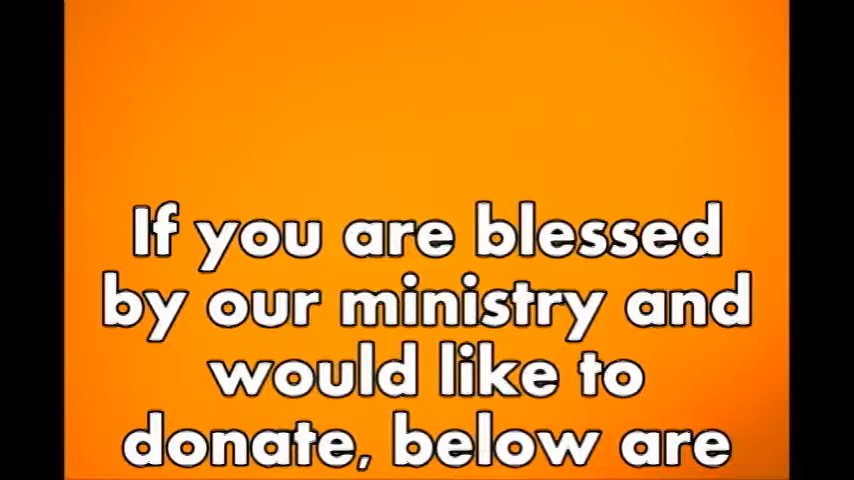 If you are blessed
by our ministry and
would like to
donate, below are